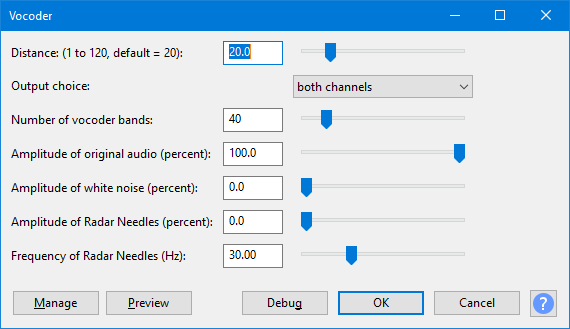 Vocoder
Distance: (1 to 120, default = 20): 20.0
Output choice: both channels
Number of vocoder bands: 40
Amplitude of original audio (percent): 100.0
Amplitude of white noise (percent): 0.0
Amplitude of Radar Needles (percent): 0.0
Frequency of Radar Needles (Hz): 30.00
Manage Preview Debug OK Cancel ?